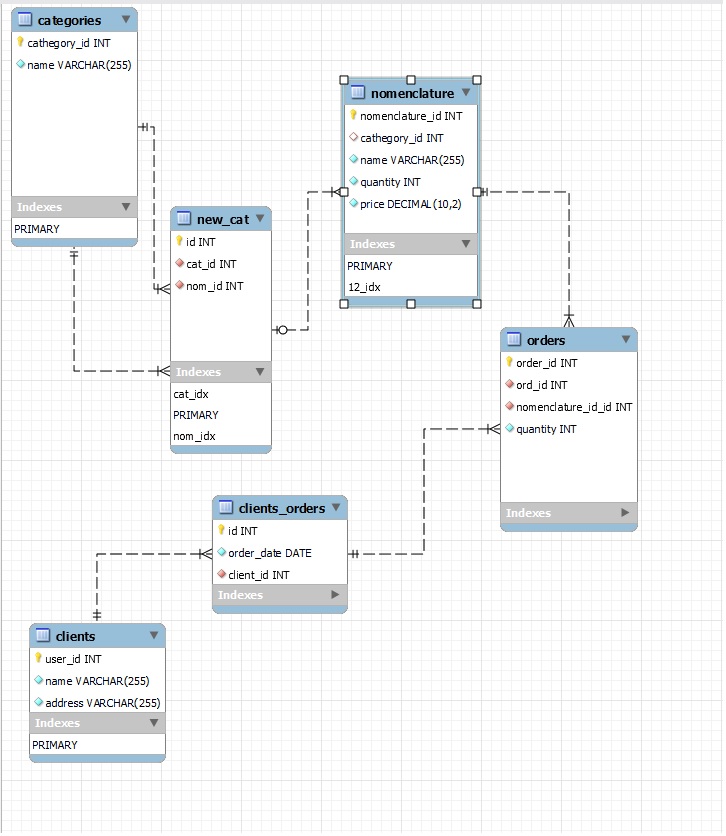 categories
cathegory_id INT
name VARCHAR(255)
Indexes
PRIMARY
nomenclature
nomenclature_id INT
cathegory_id INT
name VARCHAR(255)
quantity INT
price DECIMAL(10,2)
Indexes
PRIMARY
12_idx
new_cat
id INT
cat_id INT
nom_id INT
Indexes
cat_idx
PRIMARY
nom_idx
orders
order_id INT
ord_id INT
nomenclature_id_id INT
quantity INT
Indexes
clients_orders
id INT
order_date DATE
client_id INT
Indexes
clients
user_id INT
name VARCHAR(255)
address VARCHAR(255)
Indexes
PRIMARY